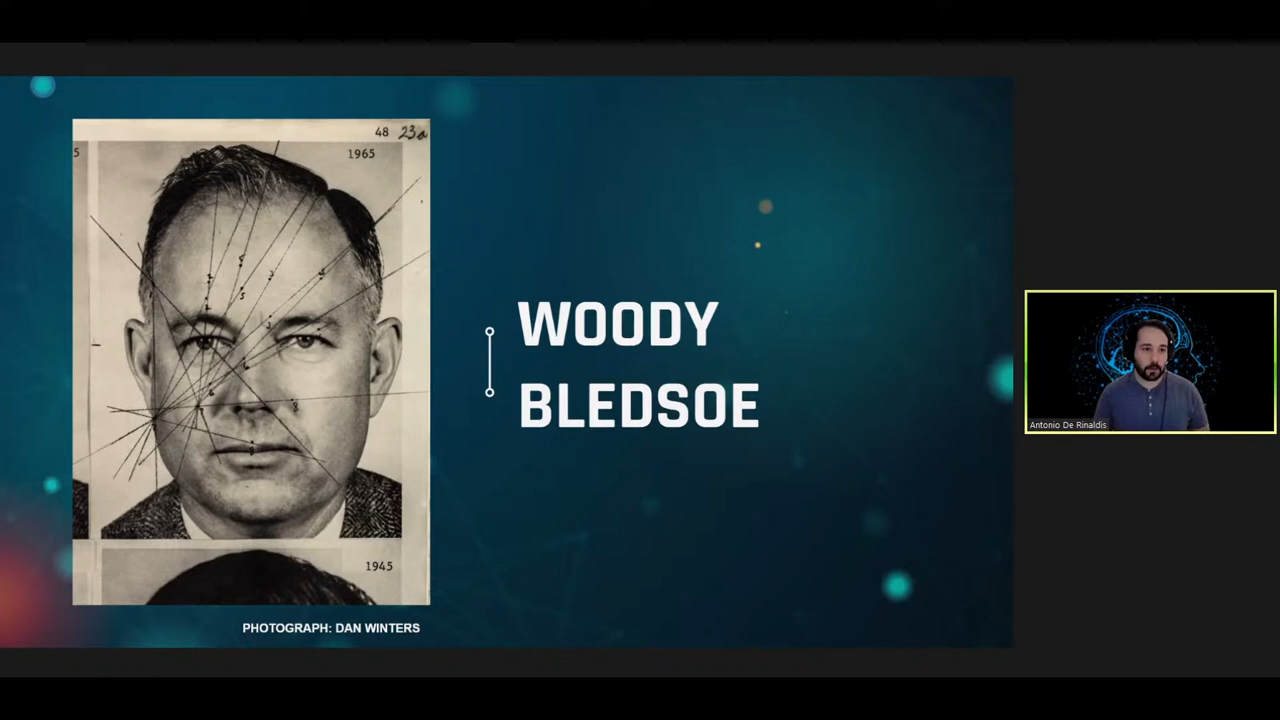 48 23a
5
1965
WOODY
BLEDSOE
1945
PHOTOGRAPH: DAN WINTERS
Antonio De Rinaldis